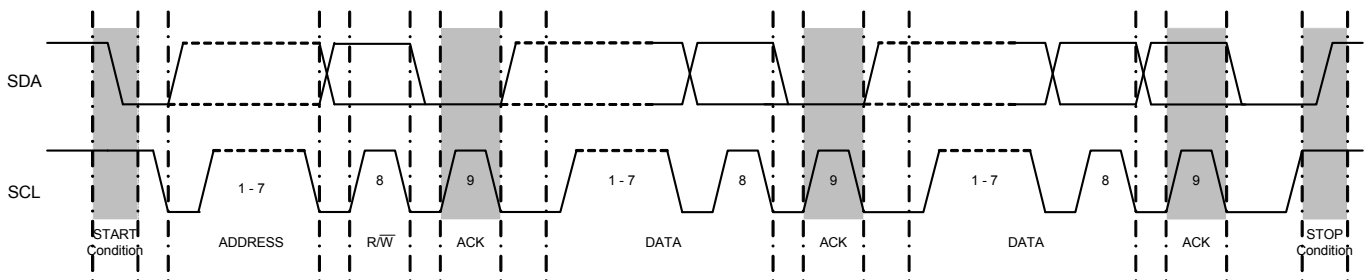 SDA
SCL
1 - 7
8
9
1 - 7
8
9
1 - 7
8
9
START
Condition
ADDRESS
R/W̅
ACK
DATA
ACK
DATA
ACK
STOP
Condition